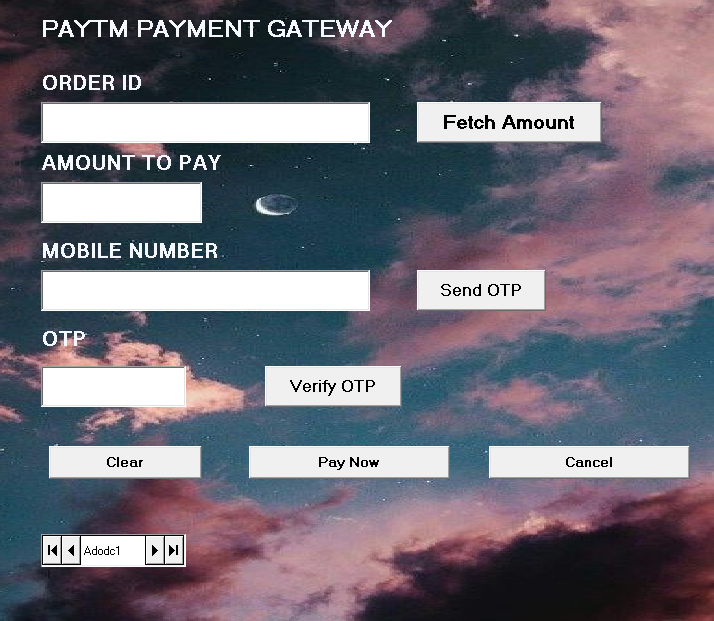 PAYTM PAYMENT GATEWAY
ORDER ID
Fetch Amount
AMOUNT TO PAY
MOBILE NUMBER
Send OTP
OTP
Verify OTP
Clear Pay Now Cancel
Adodc1